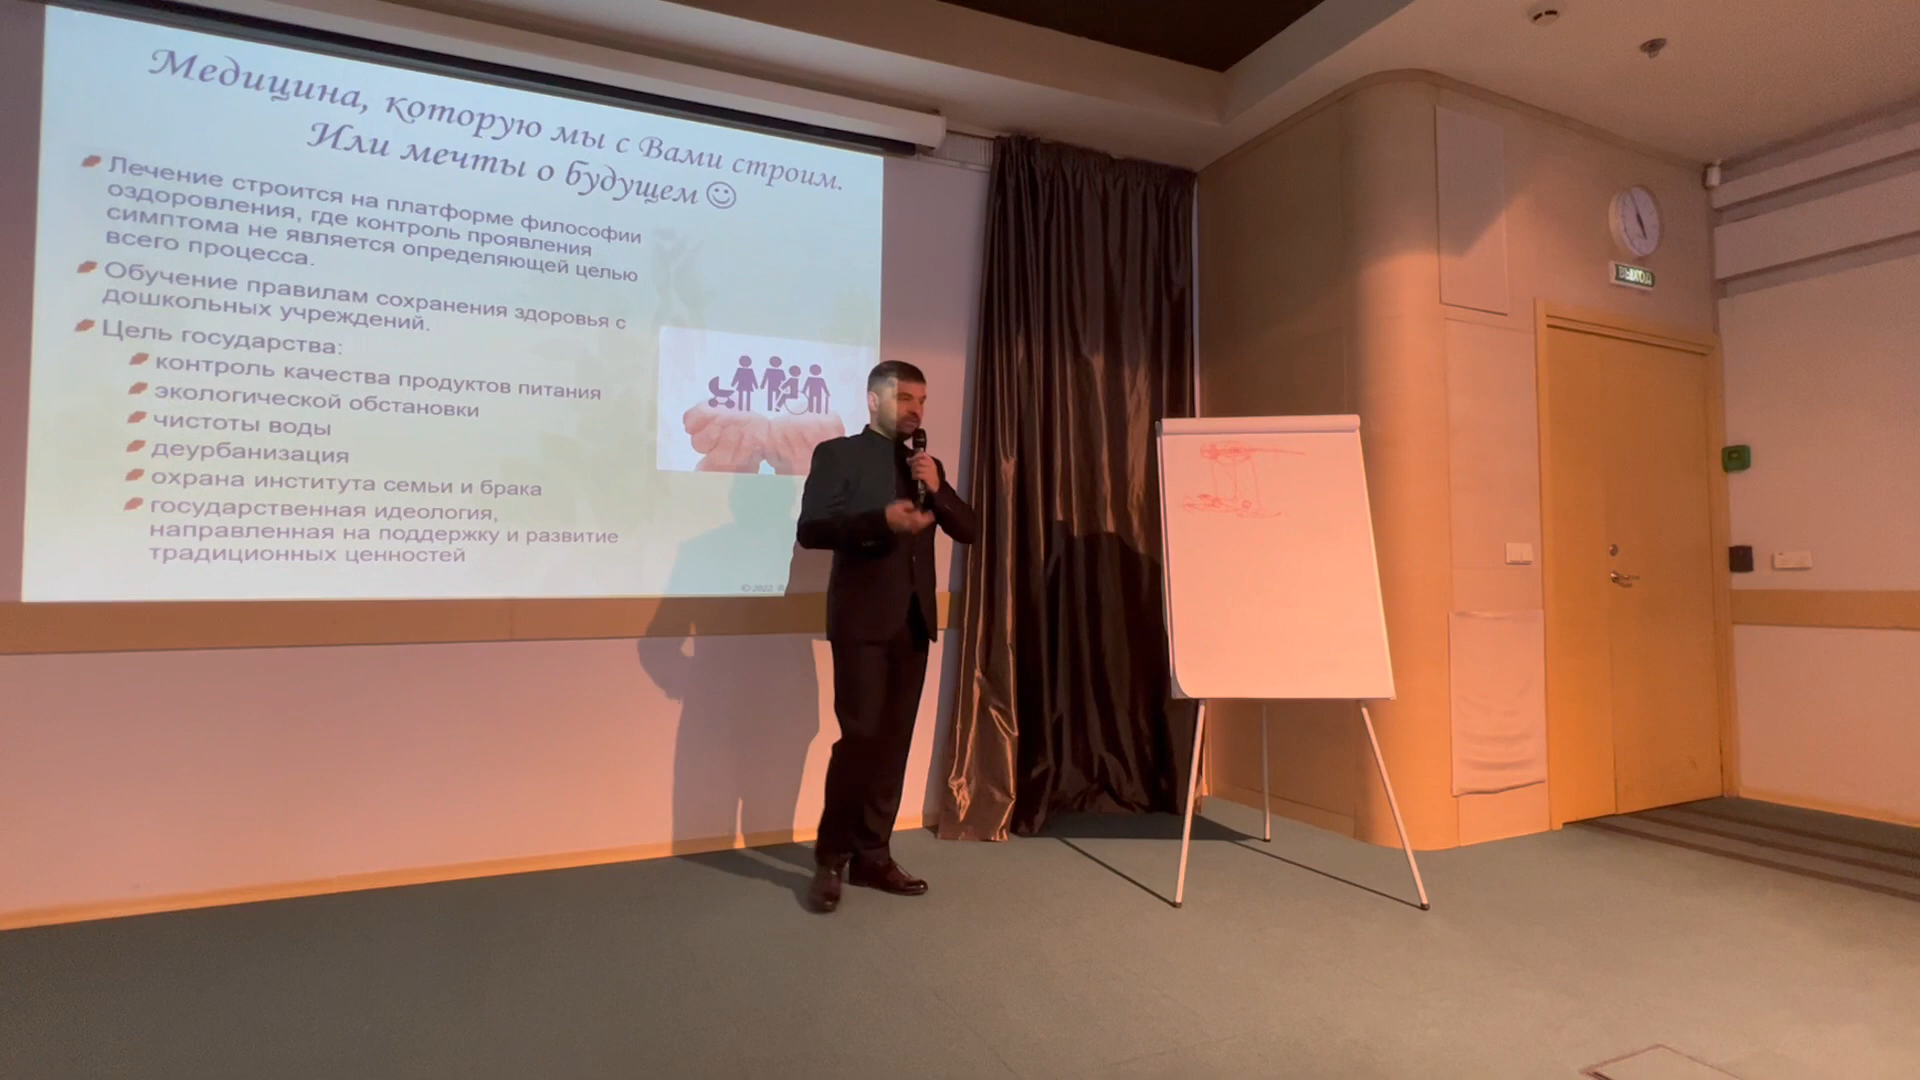 Медицина, которую мы с Вами строим.
Или мечты о будущем
Лечение строится на платформе философии
оздоровления, где контроль проявления
симптома не является определяющей целью
всего процесса.
Обучение правилам сохранения здоровья с
дошкольных учреждений.
Цель государства:
контроль качества продуктов питания
экологической обстановки
чистоты воды
деурбанизация
охрана института семьи и брака
государственная идеология,
направленная на поддержку и развитие
традиционных ценностей
© 2022
ВЫХОД